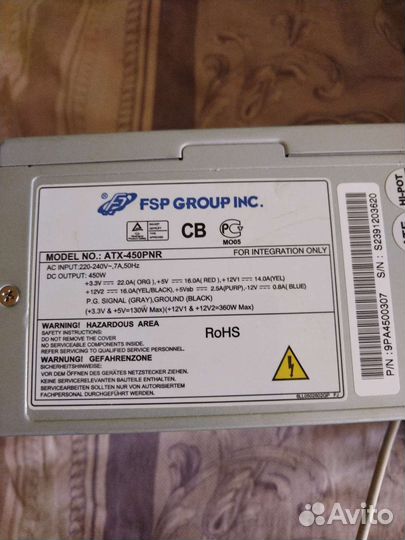 FSP GROUP INC.
CB
MO05
MODEL NO.: ATX-450PNR
FOR INTEGRATION ONLY
AC INPUT:220-240V~,7A,50Hz
DC OUTPUT: 450W
+3.3V ⎓ 22.0A( ORG ), +5V ⎓ 16.0A( RED ), +12V1 ⎓ 14.0A(YEL)
+12V2 ⎓ 16.0A(YEL/BLACK), +5Vsb ⎓ 2.5A(PURP), -12V ⎓ 0.8A( BLUE)
P.G. SIGNAL (GRAY),GROUND (BLACK)
(+3.3V & +5V=130W Max)(+12V1 & +12V2=360W Max)
WARNING! HAZARDOUS AREA
SAFETY INSTRUCTIONS:
DO NOT REMOVE THE COVER
NO SERVICEABLE COMPONENTS INSIDE
REFER SERVICING TO QUALIFIED SERVICE PERSONNEL.
WARNUNG! GEFAHRENZONE
SICHERHEITSHINWEISE:
VOR DEM ÖFFNEN DES GERÄTES NETZSTECKER ZIEHEN
KEINE SERVICERELEVANTEN BAUTEILE ENTHALTEN
SERVICEARBEITEN DÜRFEN NUR VON AUTORISIERTEM
FACHPERSONAL DURCHGEFÜHRT WERDEN
RoHS
S/N : S2391203620
P/N : 9PA4500307
HI-POT
Avito